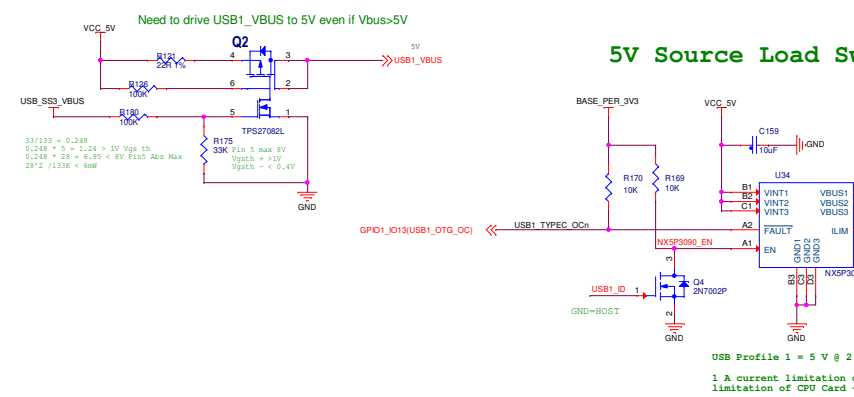 Need to drive USB1_VBUS to 5V even if Vbus>5V
VCC_5V
Q2
R131
22R 1%
4
3
5V
USB1_VBUS
R136
100K
6
2
USB_SS3_VBUS
R180
100K
5
1
TPS27082L
33/133 = 0.248
0.248 * 5 = 1.24 > 1V Vgs th
0.248 * 28 = 6.95 < 8V Pin5 Abs Max
28^2 /133K < 6mW
R175
33K
Pin 5 max 8V
Vgsth + >1V
Vgsth - < 0.4V
GND
5V Source Load Sw
BASE_PER_3V3
VCC_5V
C159
10uF
GND
U34
R170
10K
R169
10K
B1
B2
C1
VINT1
VINT2
VINT3
VBUS1
VBUS2
VBUS3
GPIO1_IO13(USB1_OTG_OC)
USB1_TYPEC_OCn
A2
FAULT
ILIM
NX5P3090_EN
A1
EN
GND1
GND2
GND3
B3
C3
D3
NX5P30
3
USB1_ID
1
Q4
2N7002P
2
GND=HOST
GND
GND
USB Profile 1 = 5 V @ 2
1 A current limitation
limitation of CPU Card